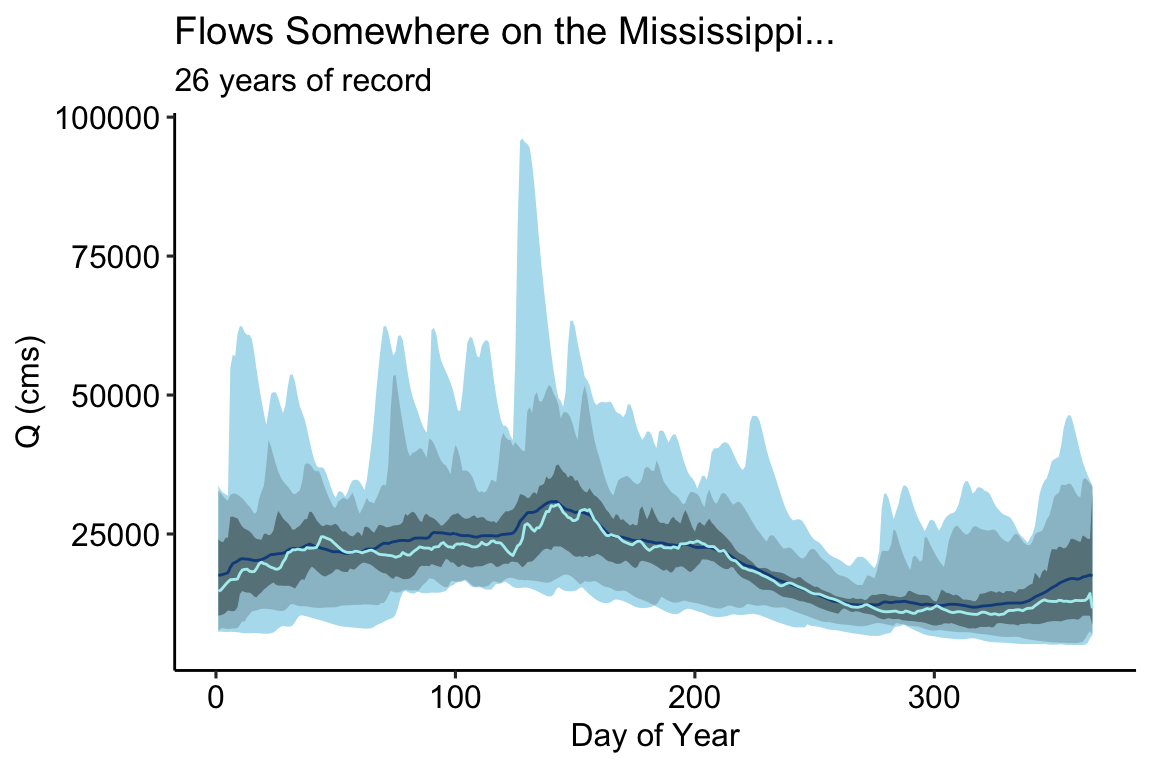 Flows Somewhere on the Mississippi...
26 years of record
100000
75000
50000
25000
Q (cms)
0 100 200 300
Day of Year